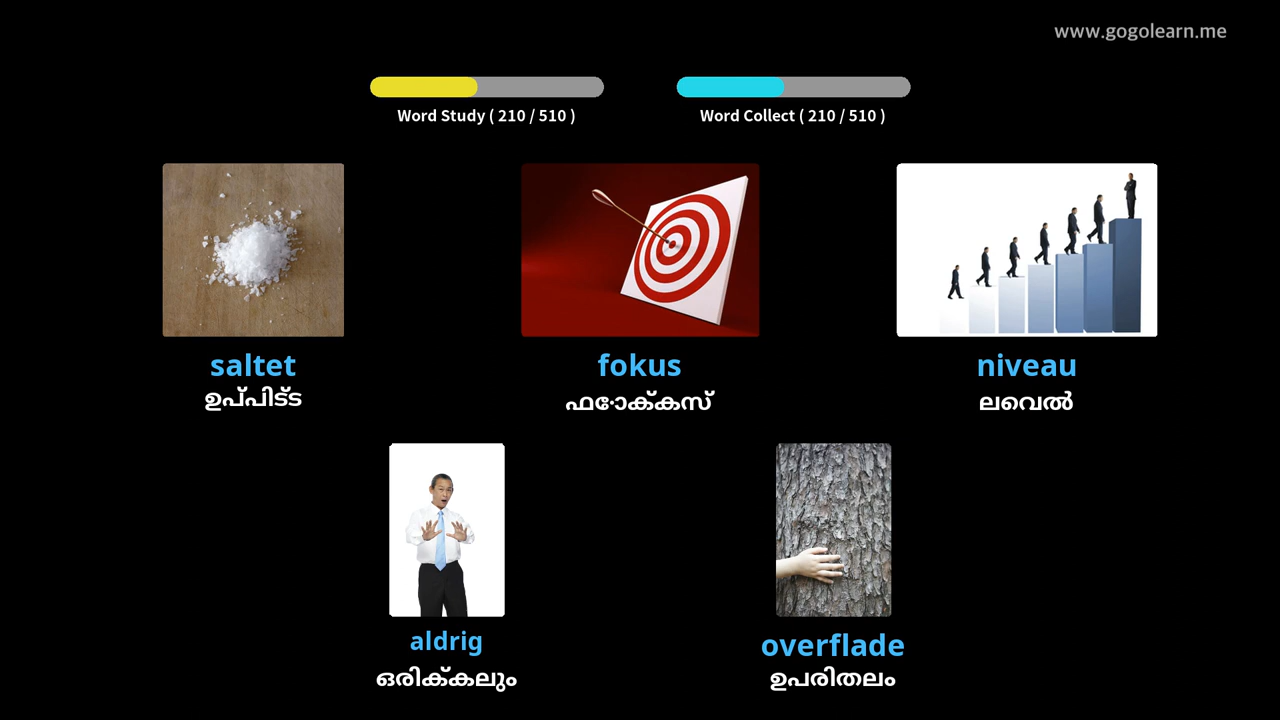 www.gogolearn.me
Word Study ( 210 / 510 )
Word Collect ( 210 / 510 )
saltet
ഉപ്പിട്ട
fokus
ഫോക്കസ്
niveau
ലെവൽ
aldrig
ഒരിക്കലും
overflade
ഉപരിതലം